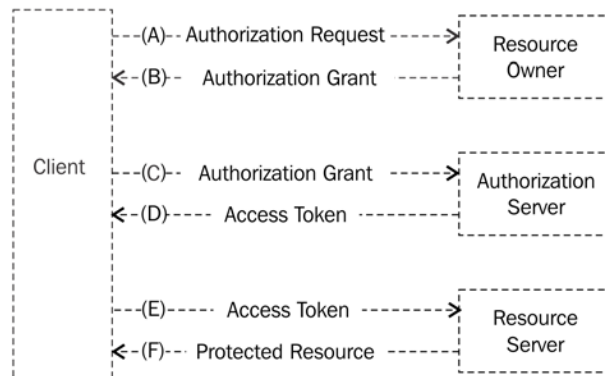 (A) Authorization Request
Resource
Owner
(B) Authorization Grant
Client
(C) Authorization Grant
Authorization
Server
(D) Access Token
(E) Access Token
Resource
Server
(F) Protected Resource